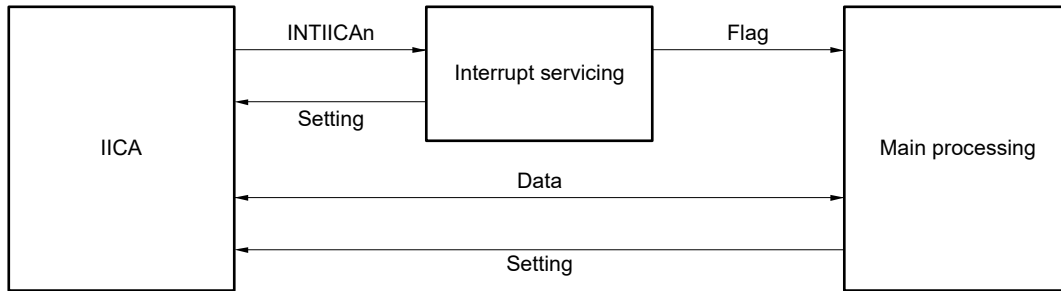 INTIICAn
Flag
Interrupt servicing
Setting
IICA
Main processing
Data
Setting